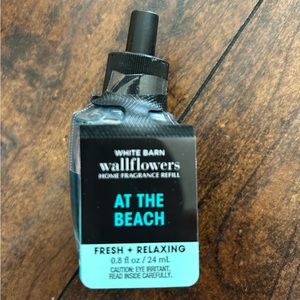 WHITE BARN
wallflowers
HOME FRAGRANCE REFILL
AT THE
BEACH
FRESH + RELAXING
0.8 fl oz / 24 mL
CAUTION: EYE IRRITANT.
READ INSIDE CAREFULLY.